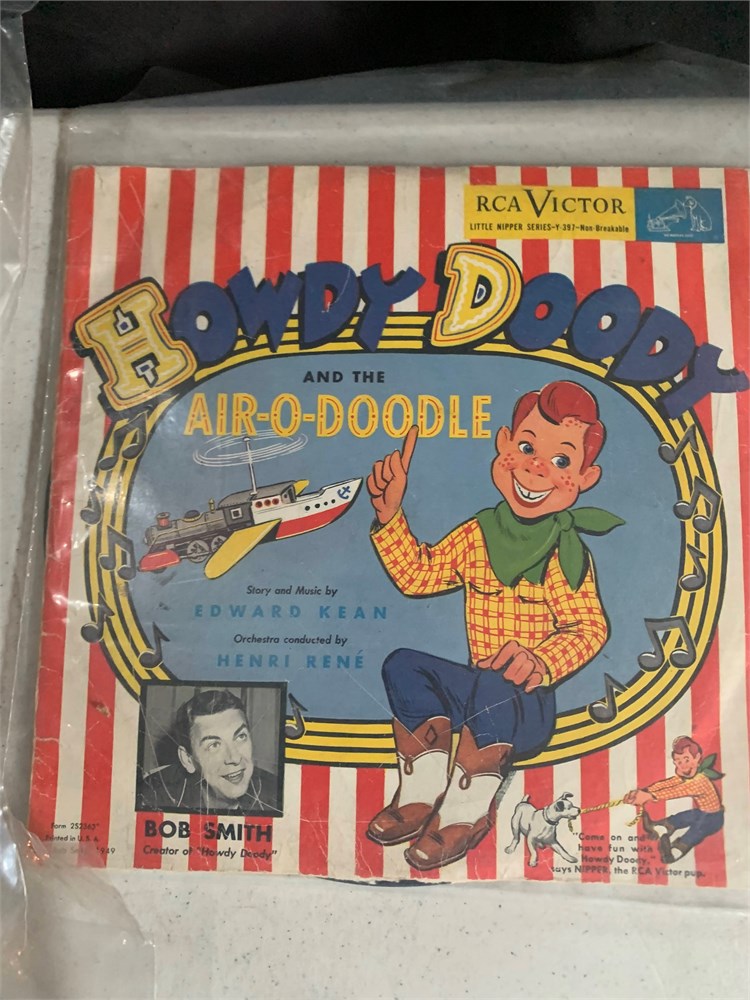 RCA VICTOR
LITTLE NIPPER SERIES~Y-397~Non-Breakable
HOWDY DOODY
AND THE
AIR-O-DOODLE
Story and Music by
EDWARD KEAN
Orchestra conducted by
HENRI RENÉ
BOB SMITH
Creator of "Howdy Doody"
Printed in U.S.A.
"Come on and
have fun with
Howdy Doody,"
says NIPPER, the RCA Victor pup.